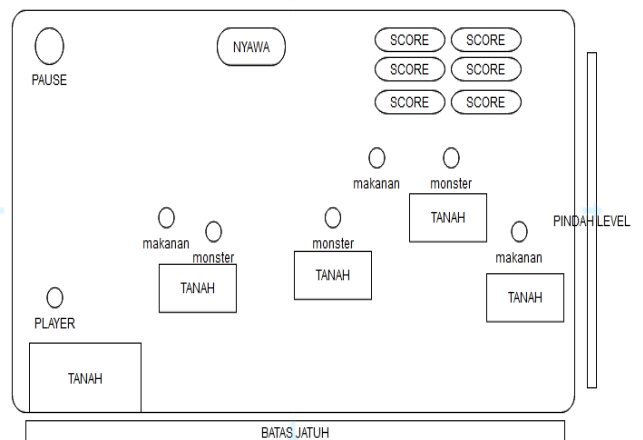 NYAWA
SCORE SCORE
SCORE SCORE
SCORE SCORE
PAUSE
makanan monster
TANAH
PINDAH LEVEL
makanan monster
monster
makanan
TANAH
TANAH
TANAH
PLAYER
TANAH
BATAS JATUH